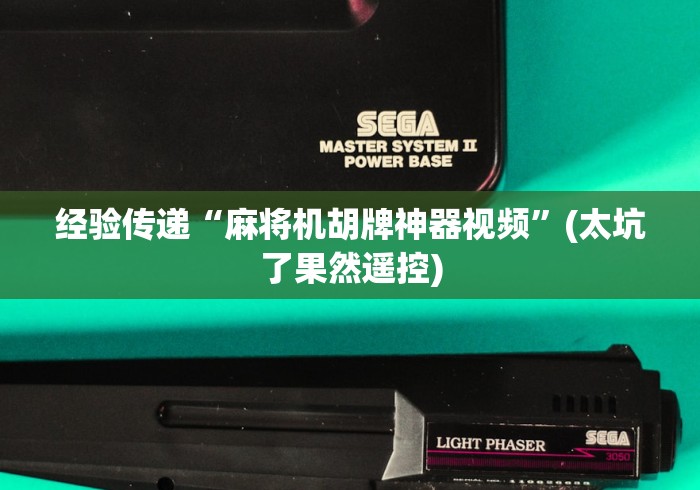 SEGA
MASTER SYSTEM II
POWER BASE
经验传递“麻将机胡牌神器视频”(太坑
了果然遥控)
LIGHT PHASER
SEGA
3050